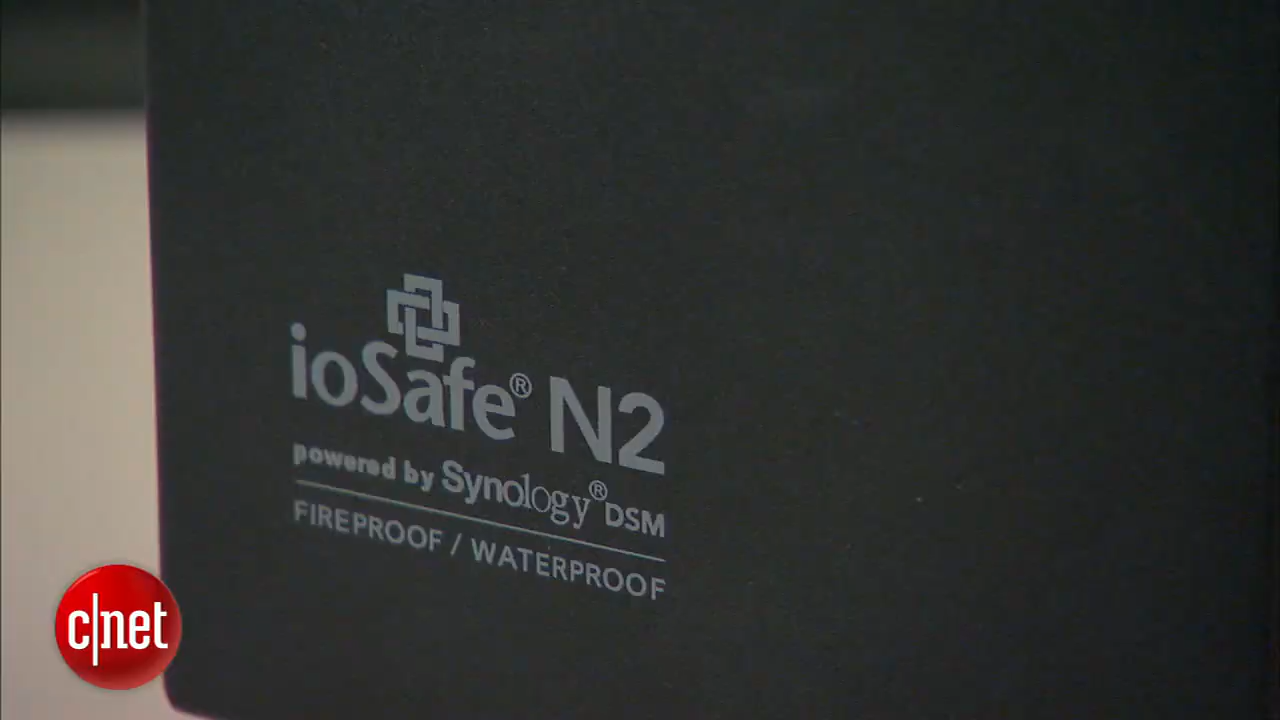 ioSafe® N2
powered by Synology® DSM
FIREPROOF / WATERPROOF
c|net